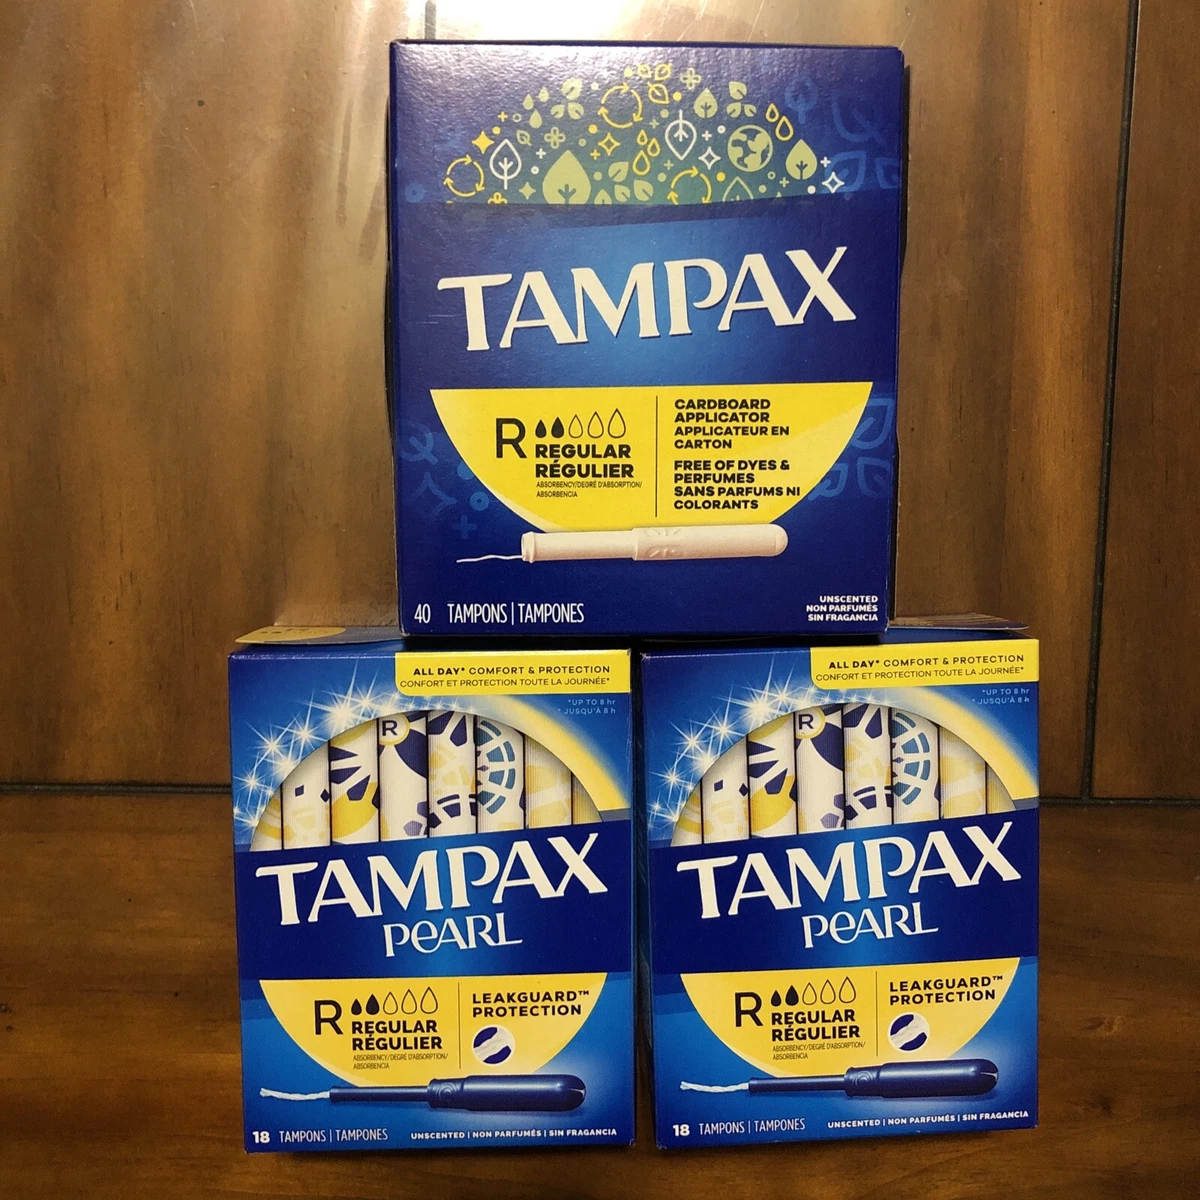 TAMPAX
R REGULAR
RÉGULIER
ABSORBENCY/DEGRÉ D'ABSORPTION/
ABSORBENCIA
CARDBOARD
APPLICATOR
APPLICATEUR EN
CARTON
FREE OF DYES &
PERFUMES
SANS PARFUMS NI
COLORANTS
40 TAMPONS | TAMPONES
UNSCENTED
NON PARFUMÉS
SIN FRAGANCIA
ALL DAY* COMFORT & PROTECTION
CONFORT ET PROTECTION TOUTE LA JOURNÉE*
*UP TO 8 hr
* JUSQU'À 8 h
R
TAMPAX
PEARL
R REGULAR
RÉGULIER
ABSORBENCY/DEGRÉ D'ABSORPTION/
ABSORBENCIA
LEAKGUARD™
PROTECTION
18 TAMPONS | TAMPONES
UNSCENTED | NON PARFUMÉS | SIN FRAGANCIA
ALL DAY* COMFORT & PROTECTION
CONFORT ET PROTECTION TOUTE LA JOURNÉE*
*UP TO 8 hr
* JUSQU'À 8 h
R
TAMPAX
PEARL
R REGULAR
RÉGULIER
ABSORBENCY/DEGRÉ D'ABSORPTION/
ABSORBENCIA
LEAKGUARD™
PROTECTION
18 TAMPONS | TAMPONES
UNSCENTED | NON PARFUMÉS | SIN FRAGANCIA